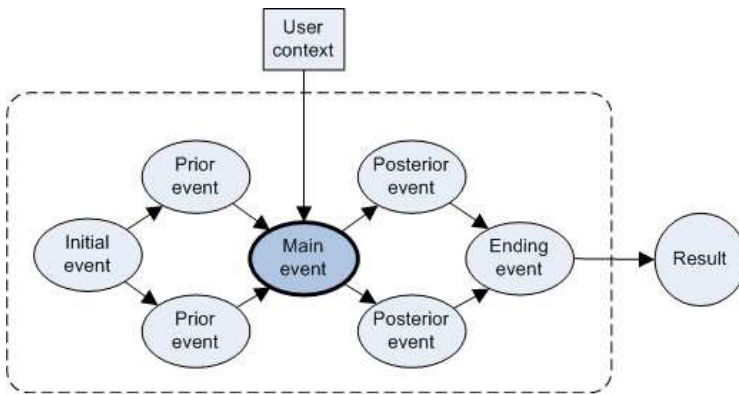 User
context
Prior
event
Posterior
event
Initial
event
Main
event
Ending
event
Result
Prior
event
Posterior
event